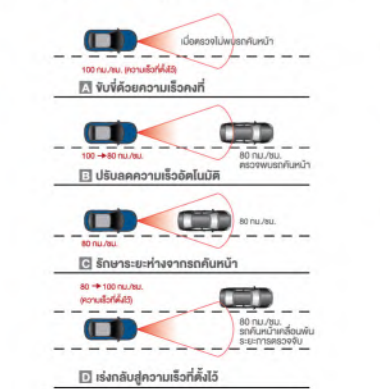 เมื่อตรวจไม่พบรถคันหน้า
100 กม./ชม. (ความเร็วที่ตั้งไว้)
A ขับขี่ด้วยความเร็วคงที่
100 → 80 กม./ชม.
80 กม./ชม.
ตรวจพบรถคันหน้า
B ปรับลดความเร็วอัตโนมัติ
80 กม./ชม.
80 กม./ชม.
C รักษาระยะห่างจากรถคันหน้า
80 → 100 กม./ชม.
(ความเร็วที่ตั้งไว้)
80 กม./ชม.
รถคันหน้าเคลื่อนพ้น
ระยะการตรวจจับ
D เร่งกลับสู่ความเร็วที่ตั้งไว้